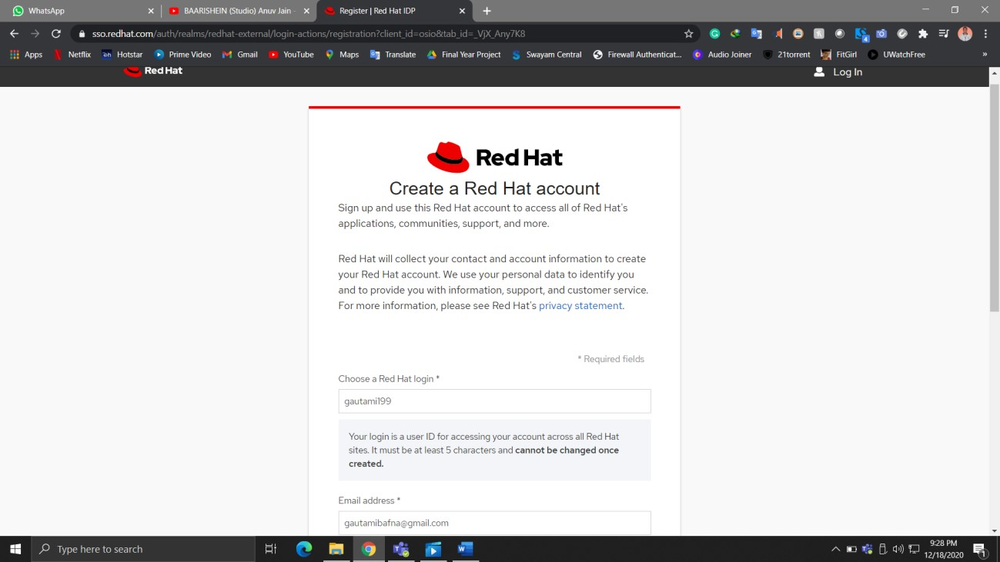 WhatsApp
BAARISHEIN (Studio) Anuv Jain -
Register | Red Hat IDP
sso.redhat.com/auth/realms/redhat-external/login-actions/registration?client_id=osio&tab_id=_VjX_Any7K8
4
Apps
Netflix
Hotstar
Prime Video
Gmail
YouTube
Maps
Translate
Final Year Project
Swayam Central
Firewall Authenticat...
Audio Joiner
21torrent
FitGirl
UWatchFree
»
Red Hat
Log In
Red Hat
Create a Red Hat account
Sign up and use this Red Hat account to access all of Red Hat's
applications, communities, support, and more.
Red Hat will collect your contact and account information to create
your Red Hat account. We use your personal data to identify you
and to provide you with information, support, and customer service.
For more information, please see Red Hat's privacy statement.
* Required fields
Choose a Red Hat login *
gautami199
Your login is a user ID for accessing your account across all Red Hat
sites. It must be at least 5 characters and cannot be changed once
created.
Email address *
gautamibafna@gmail.com
Type here to search
9:28 PM
12/18/2020
1